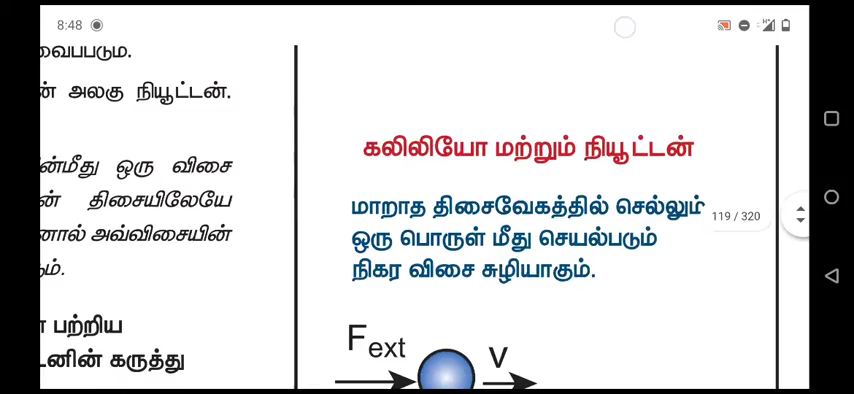 8:48
வைபபடும.
ன் அலகு நியூட்டன்.
ன்மீது ஒரு விசை
ன் திசையிலேயே
னால் அவ்விசையின்
ம்.
பற்றிய
டனின் கருத்து
கலிலியோ மற்றும் நியூட்டன்
மாறாத திசைவேகத்தில் செல்லும்
ஒரு பொருள் மீது செயல்படும்
நிகர விசை சுழியாகும்.
119 / 320
Fext
v